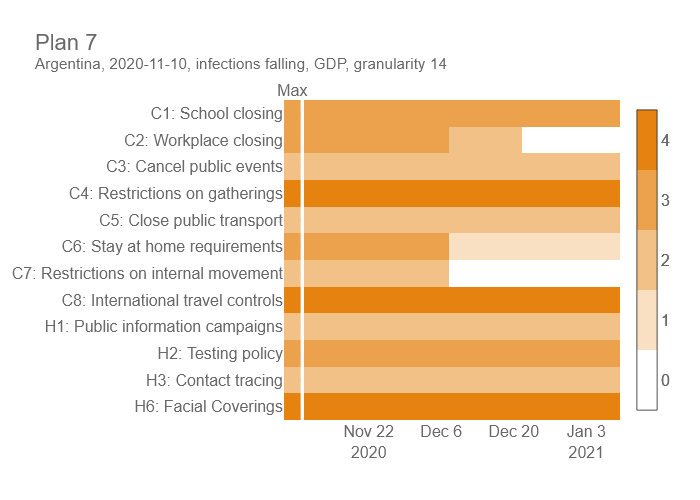 Plan 7
Argentina, 2020-11-10, infections falling, GDP, granularity 14
Max
C1: School closing
C2: Workplace closing
C3: Cancel public events
C4: Restrictions on gatherings
C5: Close public transport
C6: Stay at home requirements
C7: Restrictions on internal movement
C8: International travel controls
H1: Public information campaigns
H2: Testing policy
H3: Contact tracing
H6: Facial Coverings
4
3
2
1
0
Nov 22 Dec 6 Dec 20 Jan 3
2020 2021